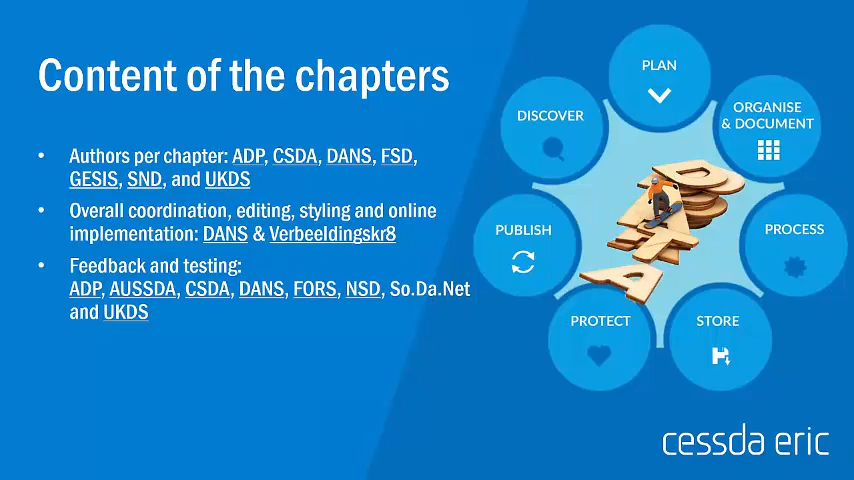 Content of the chapters
• Authors per chapter: ADP, CSDA, DANS, FSD,
GESIS, SND, and UKDS
• Overall coordination, editing, styling and online
implementation: DANS & Verbeeldingskr8
• Feedback and testing:
ADP, AUSSDA, CSDA, DANS, FORS, NSD, So.Da.Net
and UKDS
PLAN
DISCOVER
ORGANISE
& DOCUMENT
PUBLISH
PROCESS
PROTECT
STORE
DATA
cessda eric